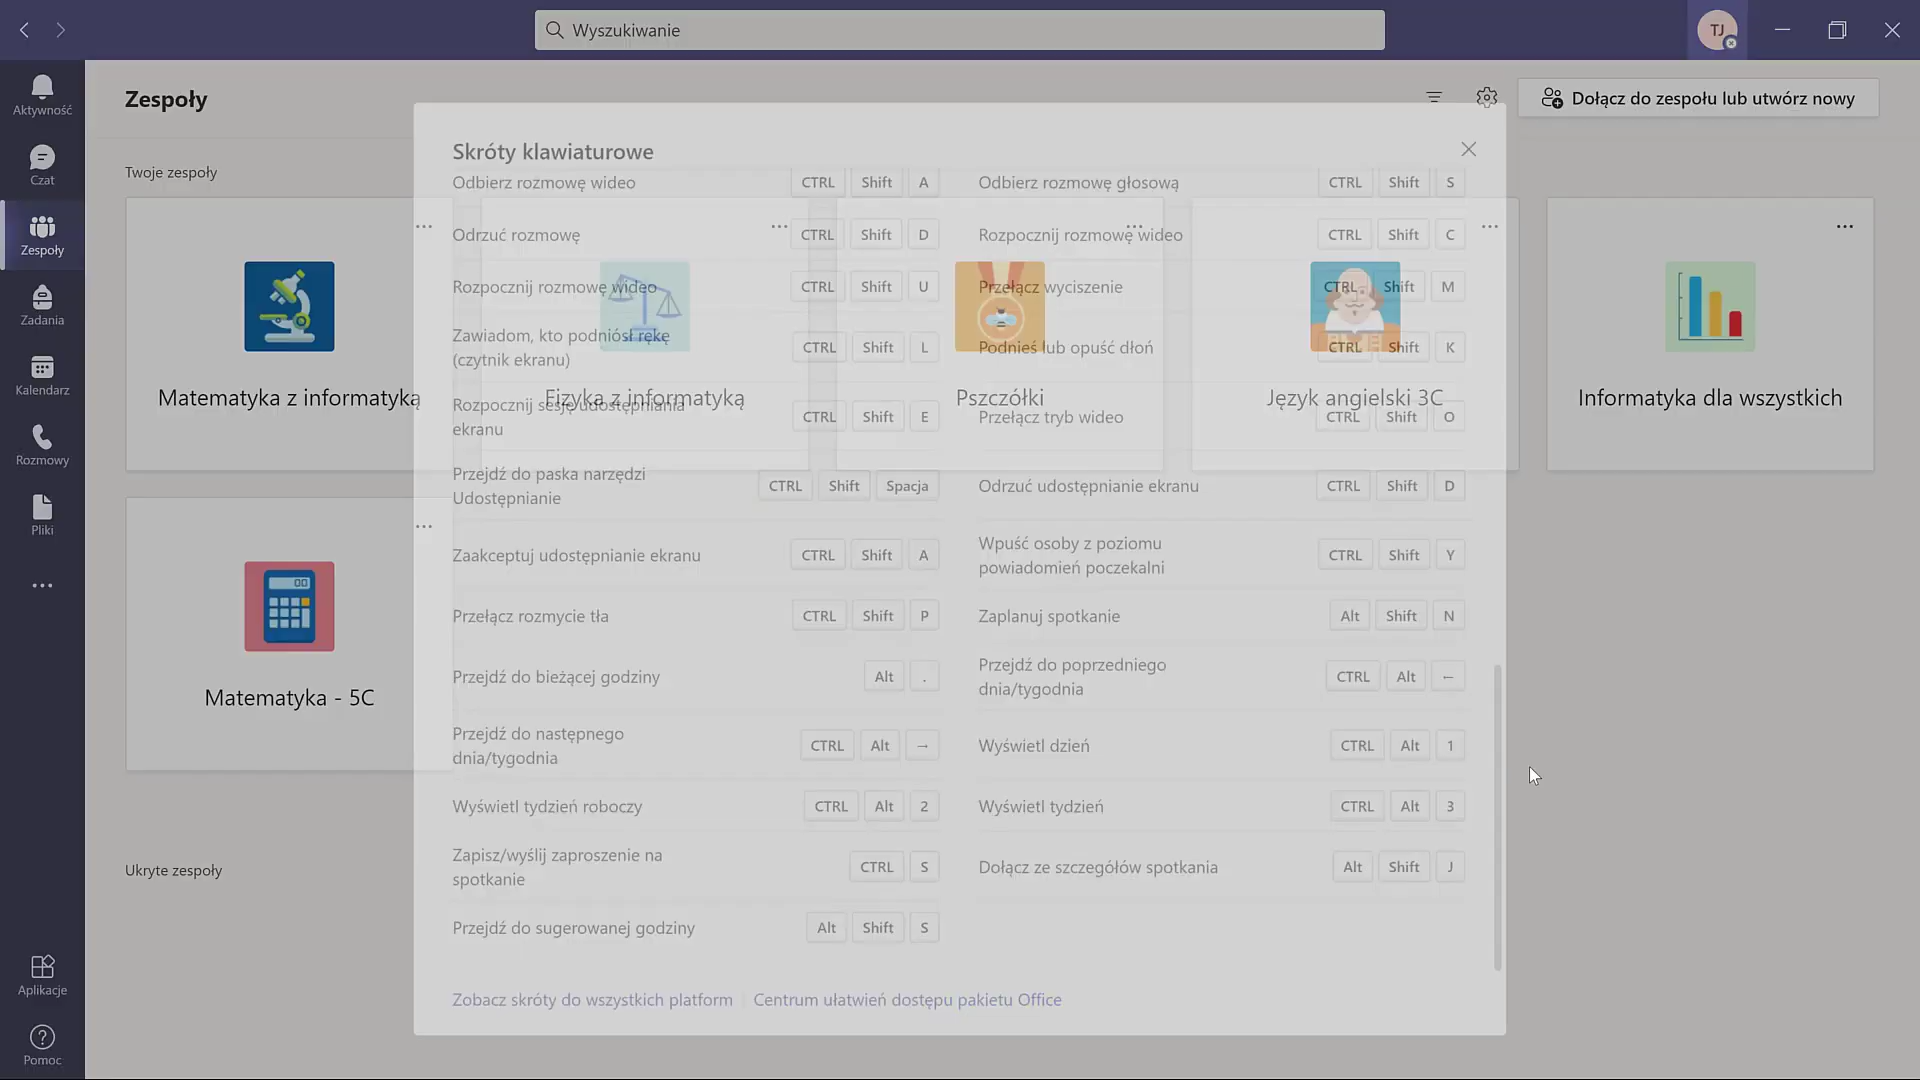 Wyszukiwanie
TJ
Aktywność
Czat
Zespoły
Zadania
Kalendarz
Rozmowy
Pliki
Aplikacje
Pomoc
Zespoły
Dołącz do zespołu lub utwórz nowy
Twoje zespoły
Matematyka z informatyką
Fizyka z informatyką
Pszczółki
Język angielski 3C
Informatyka dla wszystkich
Matematyka - 5C
Ukryte zespoły
Skróty klawiaturowe
Odbierz rozmowę wideo CTRL Shift A
Odbierz rozmowę głosową CTRL Shift S
Odrzuć rozmowę CTRL Shift D
Rozpocznij rozmowę wideo CTRL Shift C
Rozpocznij rozmowę wideo CTRL Shift U
Przełącz wyciszenie CTRL Shift M
Zawiadom, kto podniósł rękę
(czytnik ekranu) CTRL Shift L
Podnieś lub opuść dłoń CTRL Shift K
Rozpocznij sesję udostępniania
ekranu CTRL Shift E
Przełącz tryb wideo CTRL Shift O
Przejdź do paska narzędzi
Udostępnianie CTRL Shift Spacja
Odrzuć udostępnianie ekranu CTRL Shift D
Zaakceptuj udostępnianie ekranu CTRL Shift A
Wpuść osoby z poziomu
powiadomień poczekalni CTRL Shift Y
Przełącz rozmycie tła CTRL Shift P
Zaplanuj spotkanie Alt Shift N
Przejdź do bieżącej godziny Alt .
Przejdź do poprzedniego
dnia/tygodnia CTRL Alt ←
Przejdź do następnego
dnia/tygodnia CTRL Alt →
Wyświetl dzień CTRL Alt 1
Wyświetl tydzień roboczy CTRL Alt 2
Wyświetl tydzień CTRL Alt 3
Zapisz/wyślij zaproszenie na
spotkanie CTRL S
Dołącz ze szczegółów spotkania Alt Shift J
Przejdź do sugerowanej godziny Alt Shift S
Zobacz skróty do wszystkich platform | Centrum ułatwień dostępu pakietu Office